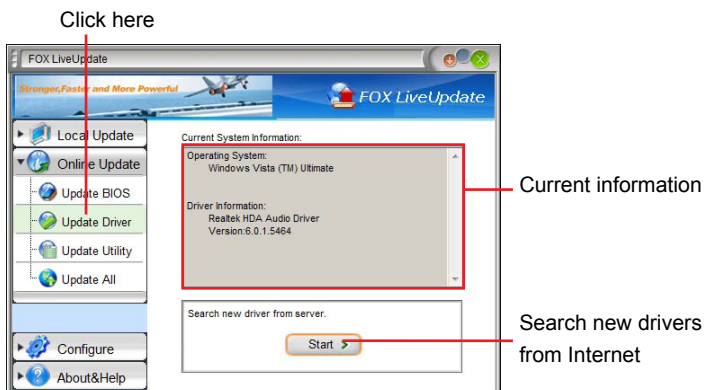 Click here
FOX LiveUpdate
Stronger,Faster and More Powerful
FOX LiveUpdate
Local Update
Online Update
Update BIOS
Update Driver
Update Utility
Update All
Configure
About&Help
Current System Information:
Operating System:
Windows Vista (TM) Ultimate
Driver Information:
Realtek HDA Audio Driver
Version:6.0.1.5464
Search new driver from server.
Start
Current information
Search new drivers
from Internet